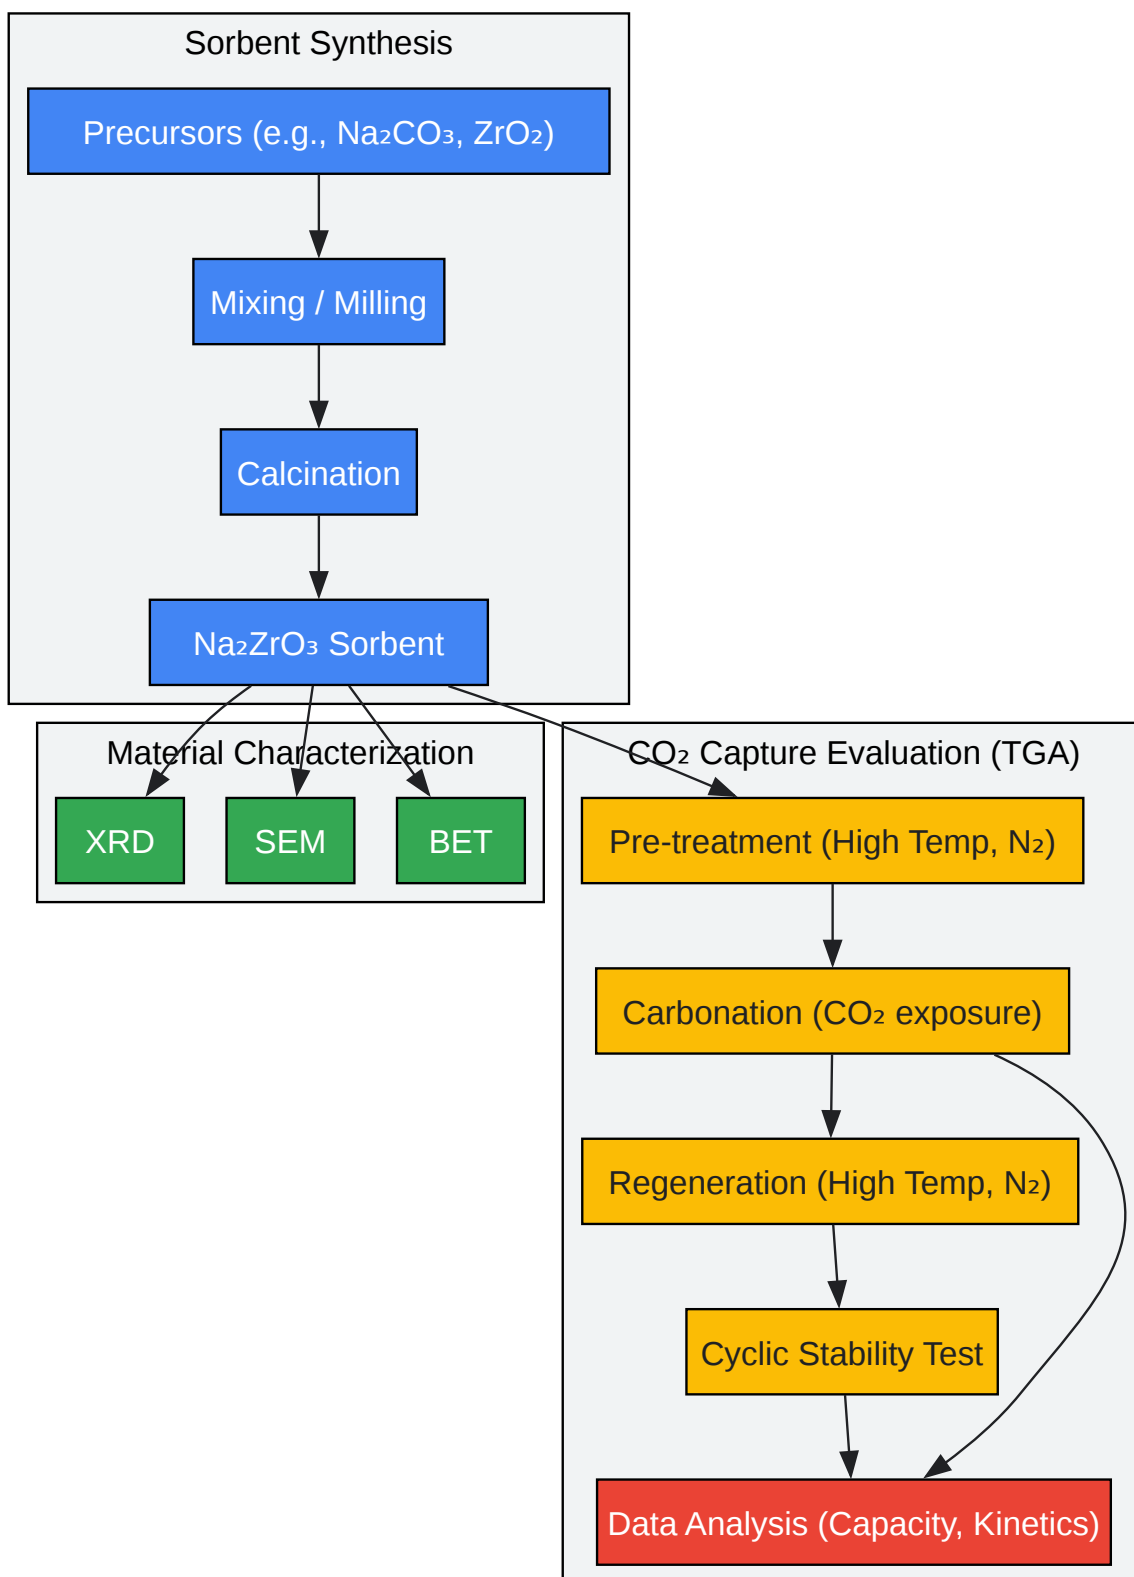 Sorbent Synthesis
Precursors (e.g., Na₂CO₃, ZrO₂)
Mixing / Milling
Calcination
Na₂ZrO₃ Sorbent
Material Characterization
XRD
SEM
BET
CO₂ Capture Evaluation (TGA)
Pre-treatment (High Temp, N₂)
Carbonation (CO₂ exposure)
Regeneration (High Temp, N₂)
Cyclic Stability Test
Data Analysis (Capacity, Kinetics)